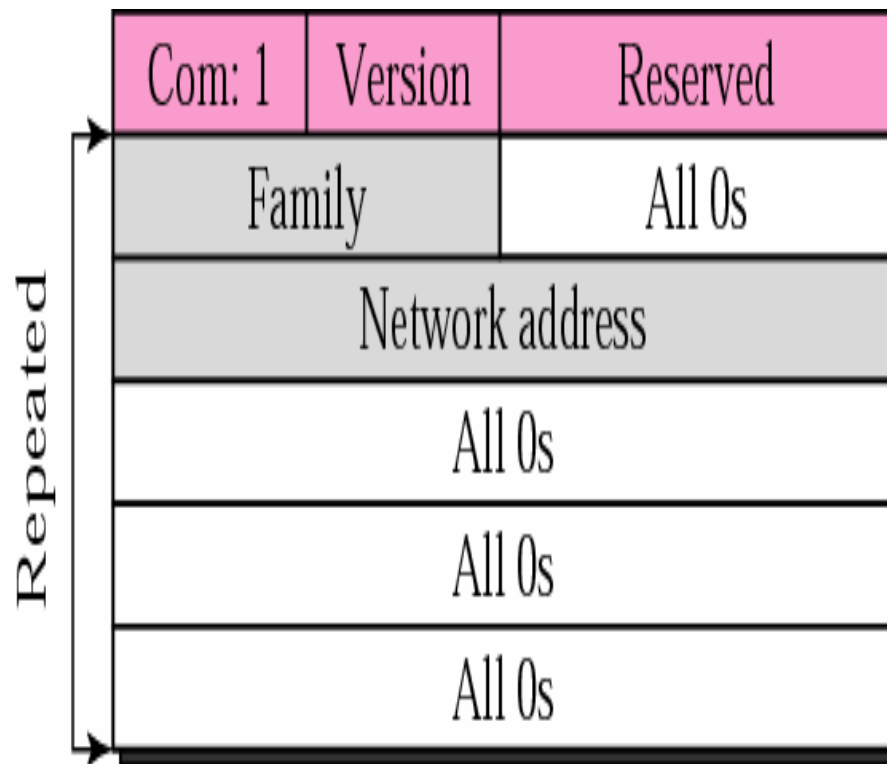 Com: 1 Version Reserved
Family All 0s
Network address
All 0s
All 0s
All 0s
Repeated